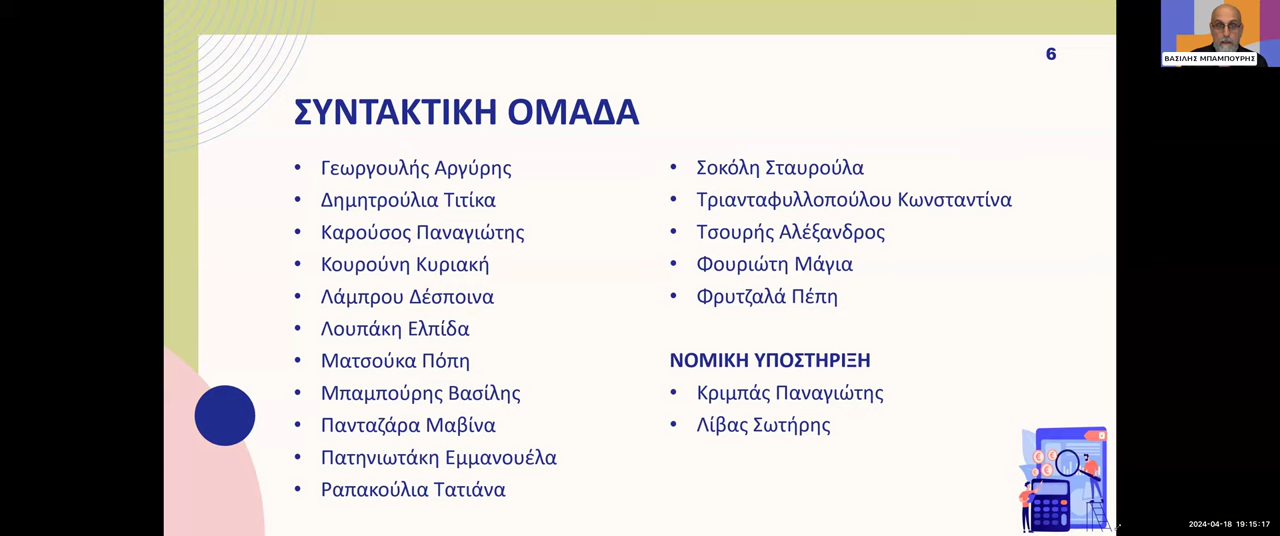 6
ΣΥΝΤΑΚΤΙΚΗ ΟΜΑΔΑ
• Γεωργουλής Αργύρης
• Δημητρούλια Τιτίκα
• Καρούσος Παναγιώτης
• Κουρούνη Κυριακή
• Λάμπρου Δέσποινα
• Λουπάκη Ελπίδα
• Ματσούκα Πόπη
• Μπαμπούρης Βασίλης
• Πανταζάρα Μαβίνα
• Πατηνιωτάκη Εμμανουέλα
• Ραπακούλια Τατιάνα
• Σοκόλη Σταυρούλα
• Τριανταφυλλοπούλου Κωνσταντίνα
• Τσουρής Αλέξανδρος
• Φουριώτη Μάγια
• Φρυτζαλά Πέπη
ΝΟΜΙΚΗ ΥΠΟΣΤΗΡΙΞΗ
• Κριμπάς Παναγιώτης
• Λίβας Σωτήρης
ΒΑΣΙΛΗΣ ΜΠΑΜΠΟΥΡΗΣ
2024-04-18 19:15:17